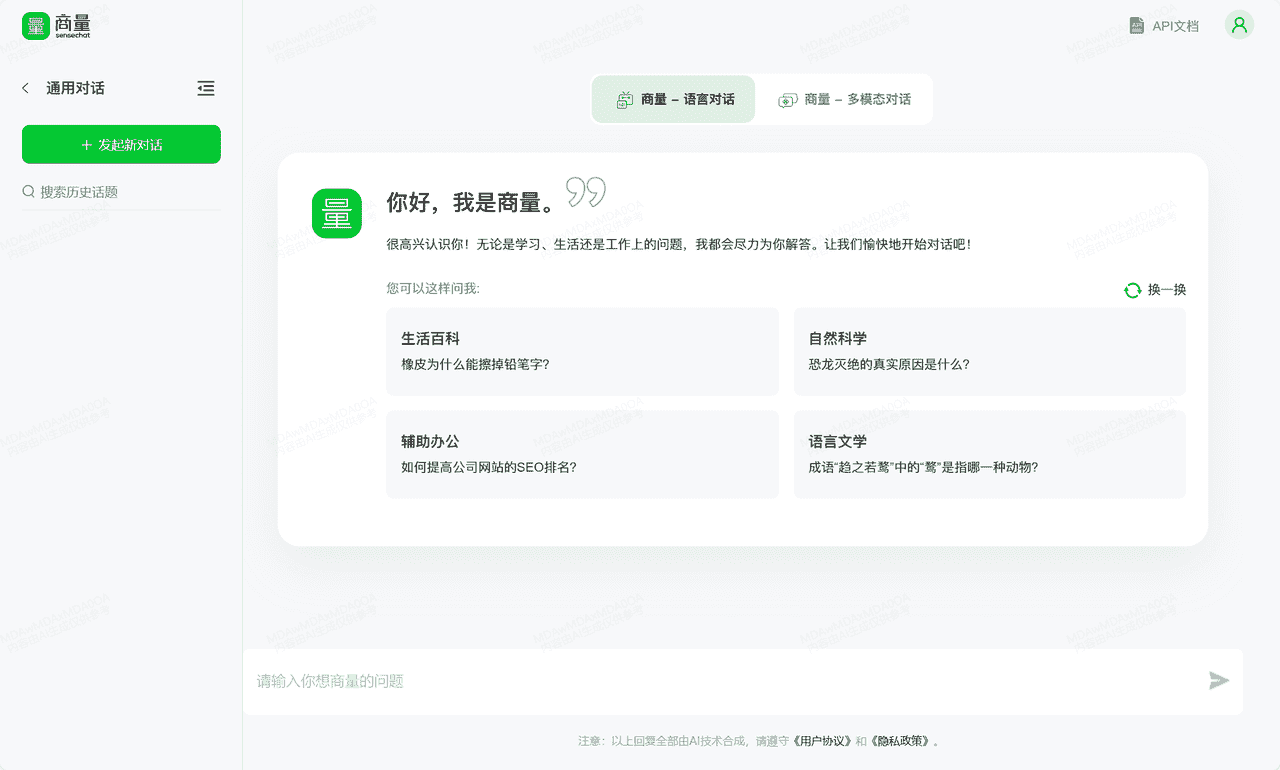 量 商量
sensechat
API文档
通用对话
商量 – 语言对话
商量 – 多模态对话
+ 发起新对话
搜索历史话题
量
你好，我是商量。
很高兴认识你！无论是学习、生活还是工作上的问题，我都会尽力为你解答。让我们愉快地开始对话吧！
您可以这样问我:
换一换
生活百科
橡皮为什么能擦掉铅笔字?
自然科学
恐龙灭绝的真实原因是什么?
辅助办公
如何提高公司网站的SEO排名?
语言文学
成语“趋之若鹜”中的“鹜”是指哪一种动物?
请输入你想商量的问题
注意：以上回复全部由AI技术合成，请遵守《用户协议》和《隐私政策》。